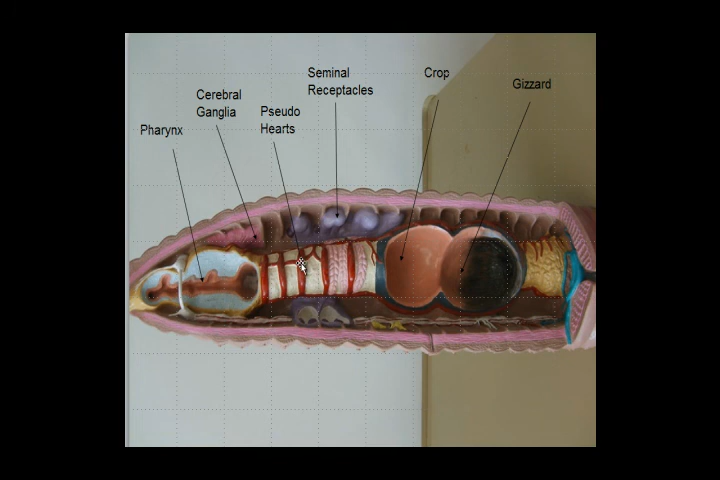 Pharynx
Cerebral
Ganglia
Pseudo
Hearts
Seminal
Receptacles
Crop
Gizzard